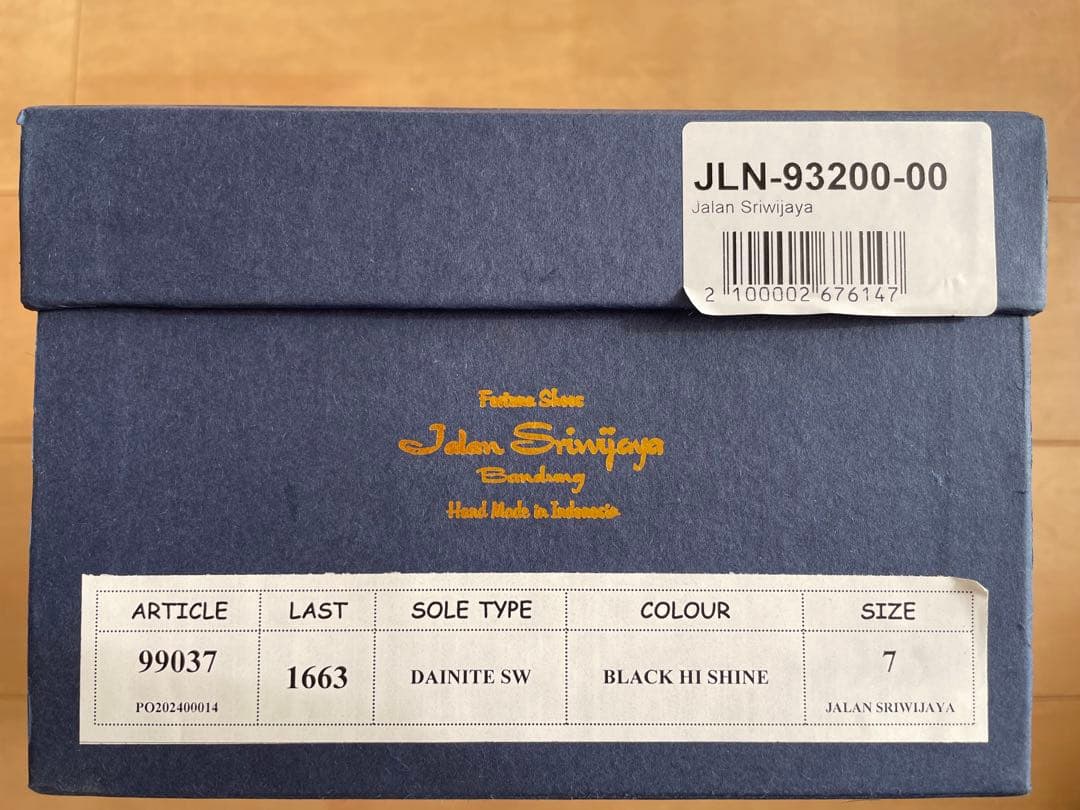 JLN-93200-00
Jalan Sriwijaya
2 100002 676147
Fortuna Shoes
Jalan Sriwijaya
Bandung
Hand Made in Indonesia
ARTICLE LAST SOLE TYPE COLOUR SIZE
99037 1663 DAINITE SW BLACK HI SHINE 7
PO202400014 JALAN SRIWIJAYA